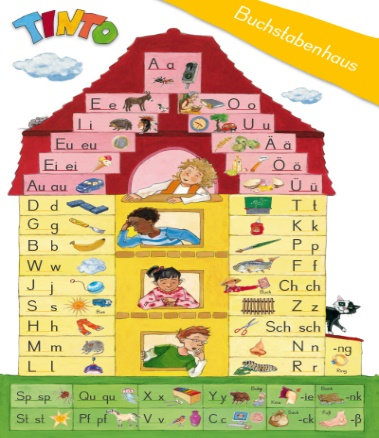 TINTO
Buchstabenhaus
A a
E e
O o
I i
U u
Eu eu
Ä ä
Ei ei
Ö ö
Au au
Ü ü
D d
T t
G g
K k
B b
P p
W w
F f
J j
Ch ch
S s
Z z
H h
Sch sch
M m
N n -ng
L l
R r
Sp sp
Qu qu
X x
Y y
-ie
-nk
St st
Pf pf
V v
C c
-ck
-ß